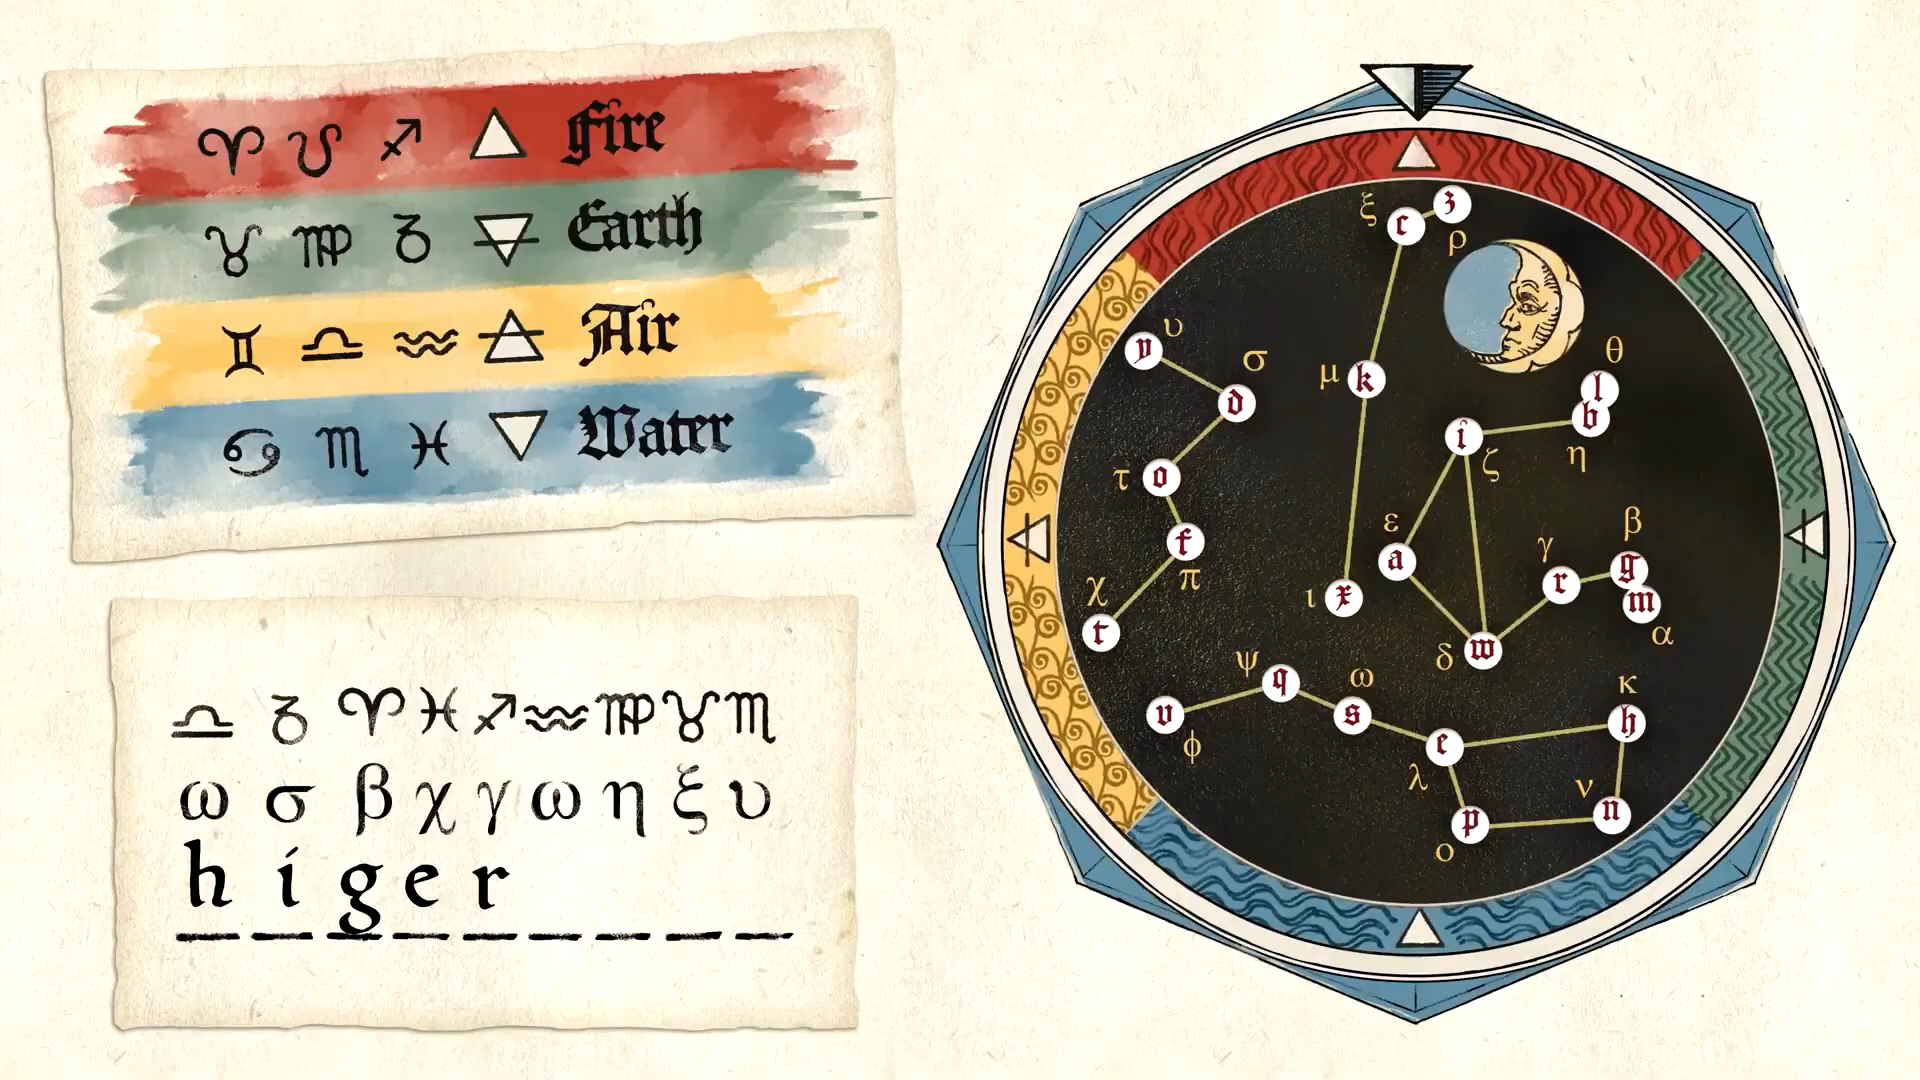 ♈ ♌ ♐ △ Fire
♉ ♍ ♑ 🜃 Earth
♊ ♎ ♒ 🜁 Air
♋ ♏ ♓ ▽ Water
♎ ♑ ♈ ♓ ♐ ♒ ♍ ♉ ♏
ω σ β χ γ ω η ξ υ
h i g e r
ξ c z ρ
y υ
d σ
μ k
θ l
b η
i ζ
τ o
f π
ε a
γ r
β g
m α
ι x
χ t
δ w
ψ q
s ω
v φ
e λ
κ h
ν n
p ο